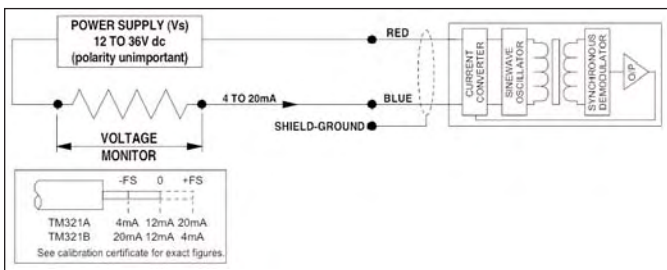 POWER SUPPLY (Vs)
12 TO 36V dc
(polarity unimportant)
RED
4 TO 20mA
BLUE
SHIELD-GROUND
VOLTAGE
MONITOR
CURRENT
CONVERTER
SINEWAVE
OSCILLATOR
SYNCHRONOUS
DEMODULATOR
O/P
-FS 0 +FS
TM321A 4mA 12mA 20mA
TM321B 20mA 12mA 4mA
See calibration certificate for exact figures.